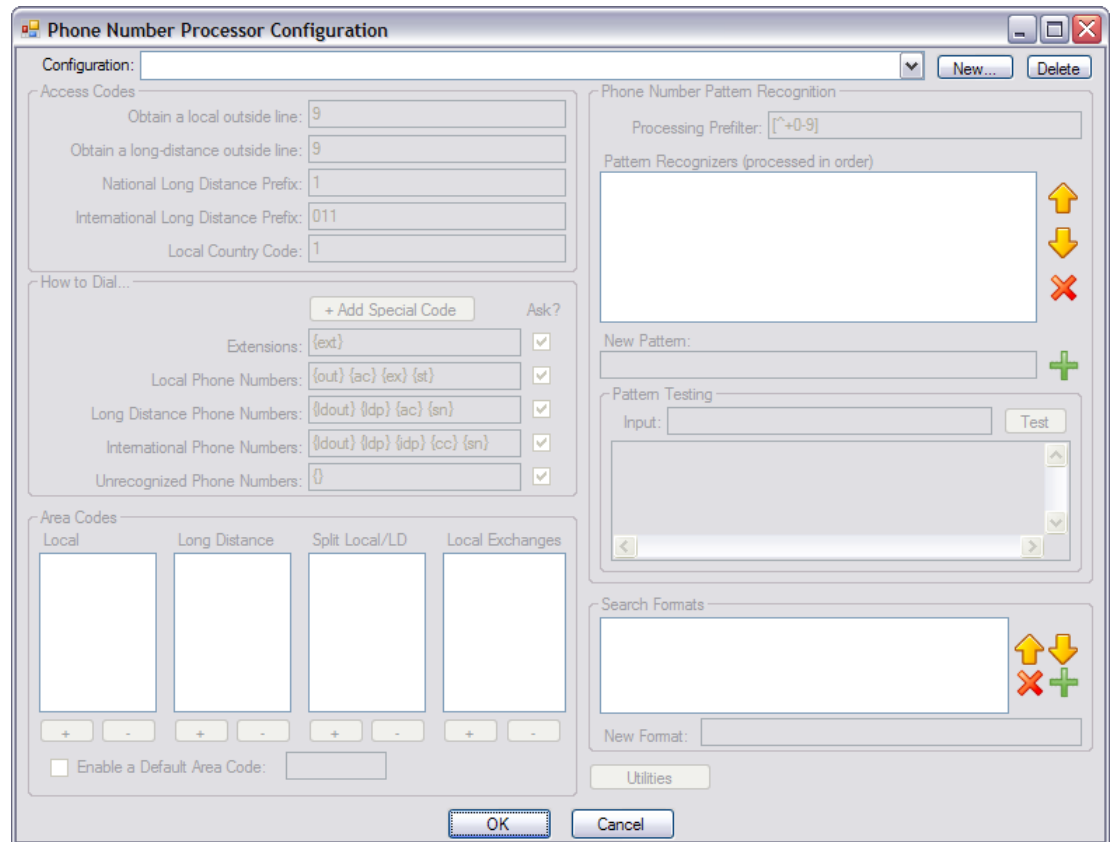 Phone Number Processor Configuration
Configuration:
New...
Delete
Access Codes
Obtain a local outside line: 9
Obtain a long-distance outside line: 9
National Long Distance Prefix: 1
International Long Distance Prefix: 011
Local Country Code: 1
How to Dial...
+ Add Special Code
Ask?
Extensions: {ext}
Local Phone Numbers: {out} {ac} {ex} {st}
Long Distance Phone Numbers: {ldout} {ldp} {ac} {sn}
International Phone Numbers: {ldout} {ldp} {idp} {cc} {sn}
Unrecognized Phone Numbers: {}
Area Codes
Local
Long Distance
Split Local/LD
Local Exchanges
+ - + - + - + -
Enable a Default Area Code:
Phone Number Pattern Recognition
Processing Prefilter: [^+0-9]
Pattern Recognizers (processed in order)
New Pattern:
Pattern Testing
Input:
Test
Search Formats
New Format:
Utilities
OK
Cancel